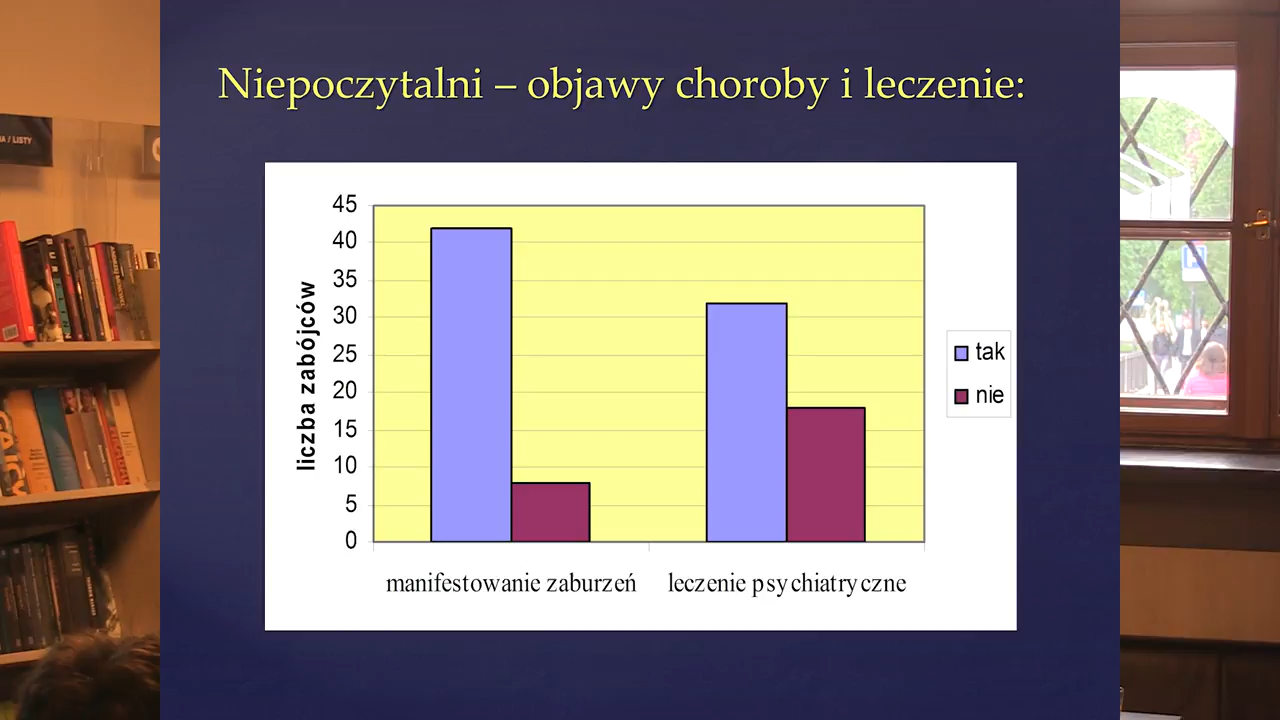 Niepoczytalni – objawy choroby i leczenie:
A / LISTY
45
40
35
30
25
20
15
10
5
0
liczba zabójców
manifestowanie zaburzeń
leczenie psychiatryczne
tak
nie